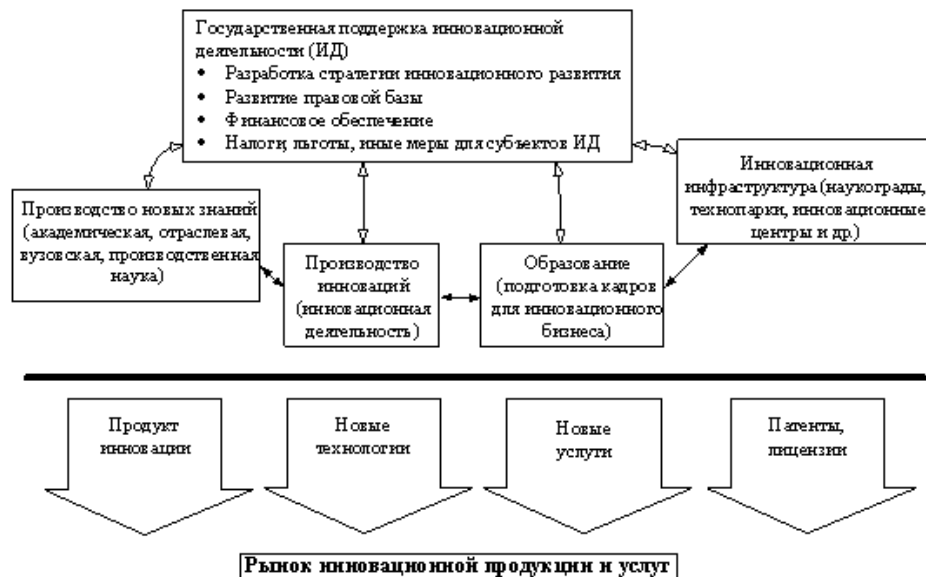 Государственная поддержка инновационной
деятельности (ИД)
• Разработка стратегии инновационного развития
• Развитие правовой базы
• Финансовое обеспечение
• Налоги, льготы, иные меры для субъектов ИД
Производство новых знаний
(академическая, отраслевая,
вузовская, производственная
наука)
Производство
инноваций
(инновационная
деятельность)
Образование
(подготовка кадров
для инновационного
бизнеса)
Инновационная
инфраструктура (наукограды,
технопарки, инновационные
центры и др.)
Продукт
инновации
Новые
технологии
Новые
услуги
Патенты,
лицензии
Рынок инновационной продукции и услуг